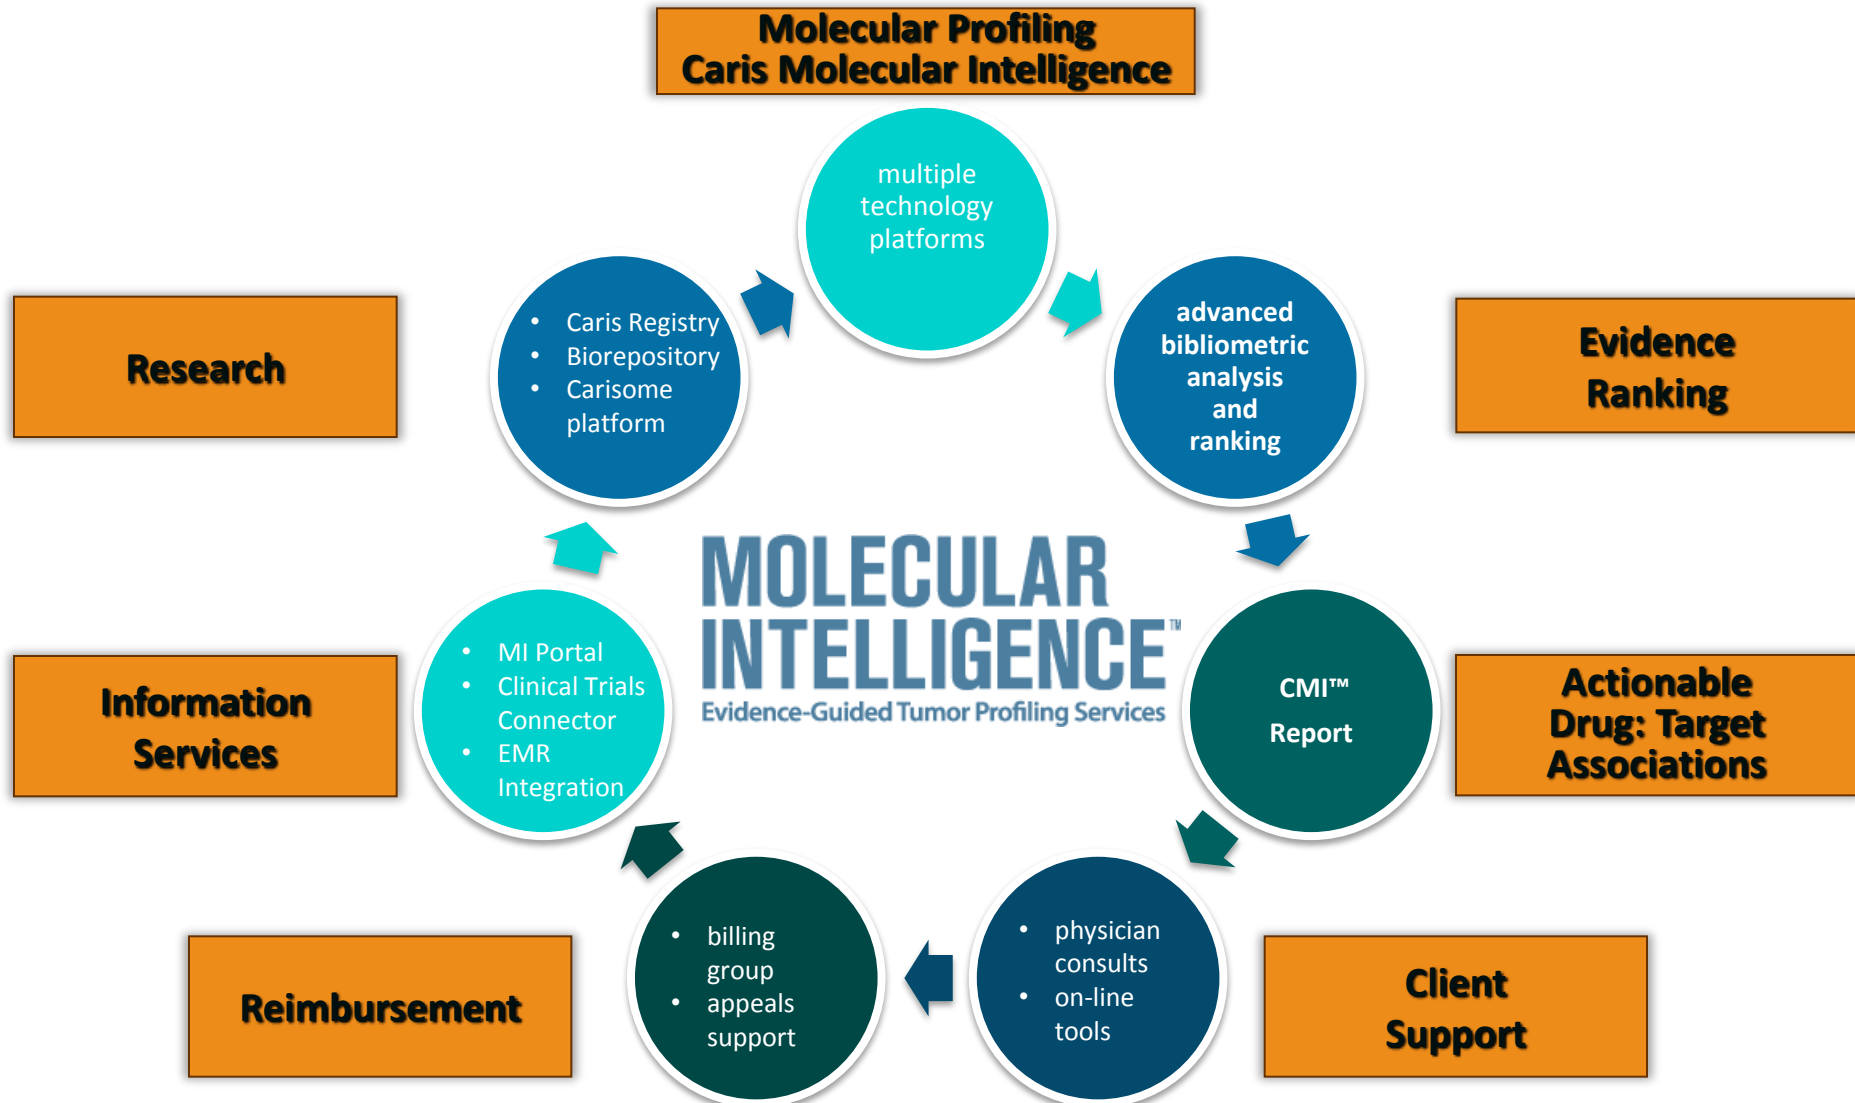 Molecular Profiling
Caris Molecular Intelligence
multiple
technology
platforms
advanced
bibliometric
analysis
and
ranking
Evidence
Ranking
CMI™
Report
Actionable
Drug: Target
Associations
• physician
consults
• on-line
tools
Client
Support
• billing
group
• appeals
support
Reimbursement
• MI Portal
• Clinical Trials
Connector
• EMR
Integration
Information
Services
• Caris Registry
• Biorepository
• Carisome
platform
Research
MOLECULAR
INTELLIGENCE™
Evidence-Guided Tumor Profiling Services